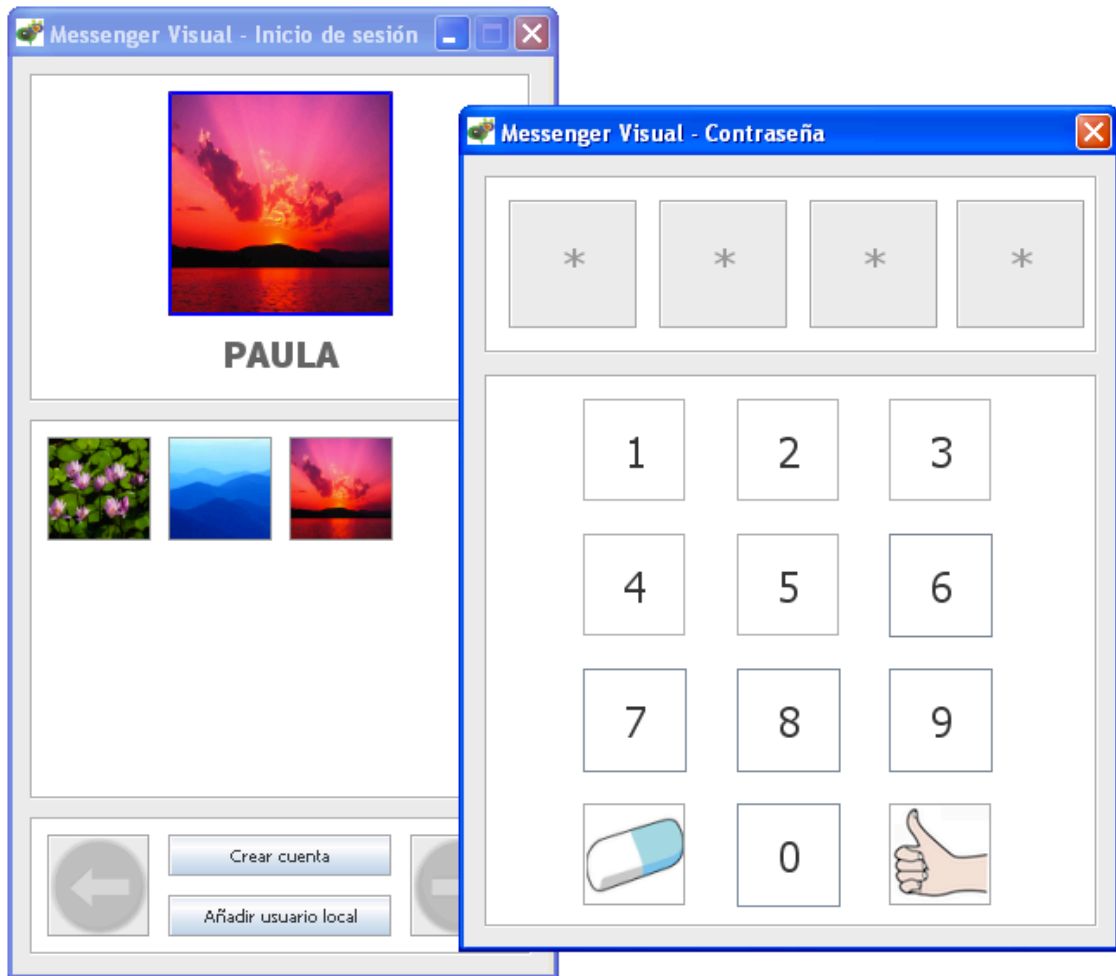 Messenger Visual - Inicio de sesión
PAULA
Crear cuenta
Añadir usuario local
Messenger Visual - Contraseña
* * * *
1 2 3
4 5 6
7 8 9
0